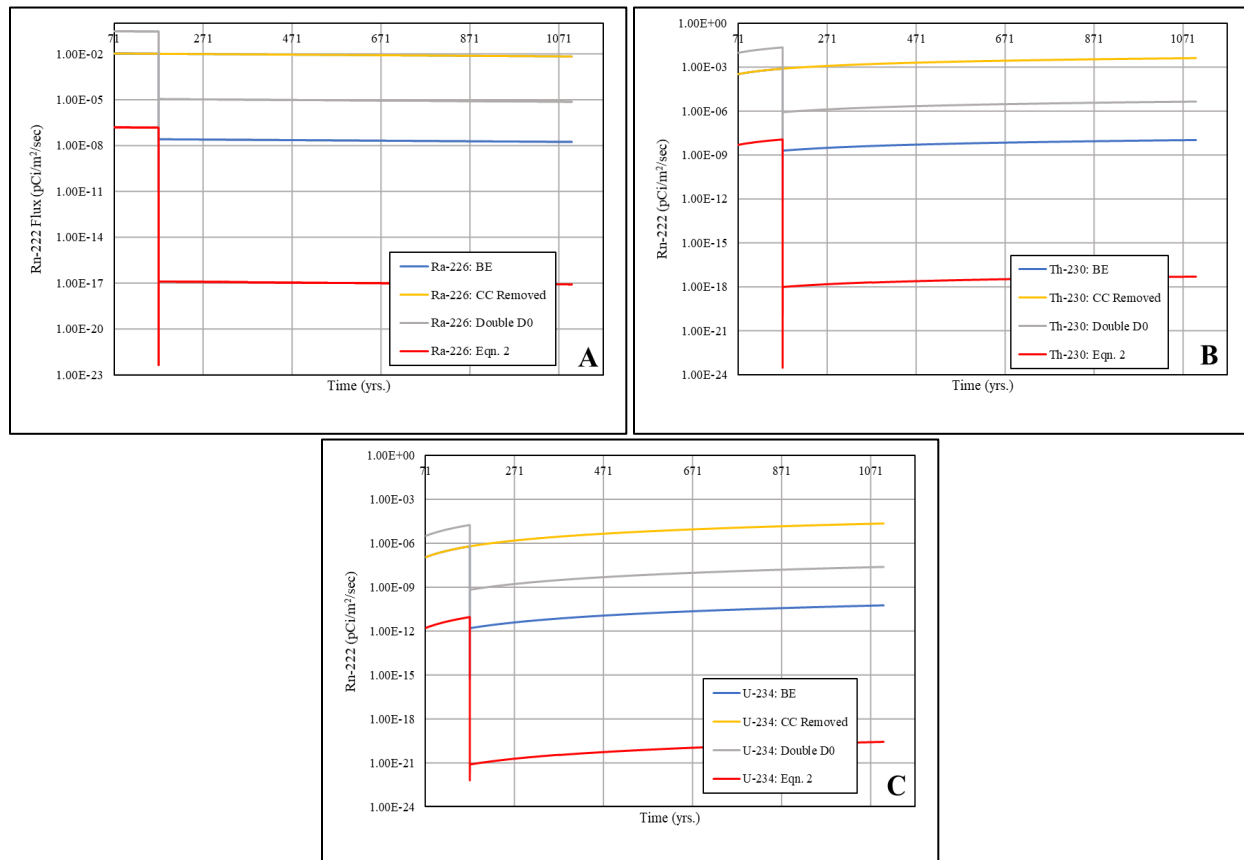 71 271 471 671 871 1071
1.00E-02
1.00E-05
1.00E-08
1.00E-11
1.00E-14
1.00E-17
1.00E-20
1.00E-23
Rn-222 Flux (pCi/m²/sec)
Time (yrs.)
Ra-226: BE
Ra-226: CC Removed
Ra-226: Double D0
Ra-226: Eqn. 2
A
1.00E+00
71 271 471 671 871 1071
1.00E-03
1.00E-06
1.00E-09
1.00E-12
1.00E-15
1.00E-18
1.00E-21
1.00E-24
Rn-222 (pCi/m²/sec)
Time (yrs.)
Th-230: BE
Th-230: CC Removed
Th-230: Double D0
Th-230: Eqn. 2
B
1.00E+00
71 271 471 671 871 1071
1.00E-03
1.00E-06
1.00E-09
1.00E-12
1.00E-15
1.00E-18
1.00E-21
1.00E-24
Rn-222 (pCi/m²/sec)
Time (yrs.)
U-234: BE
U-234: CC Removed
U-234: Double D0
U-234: Eqn. 2
C